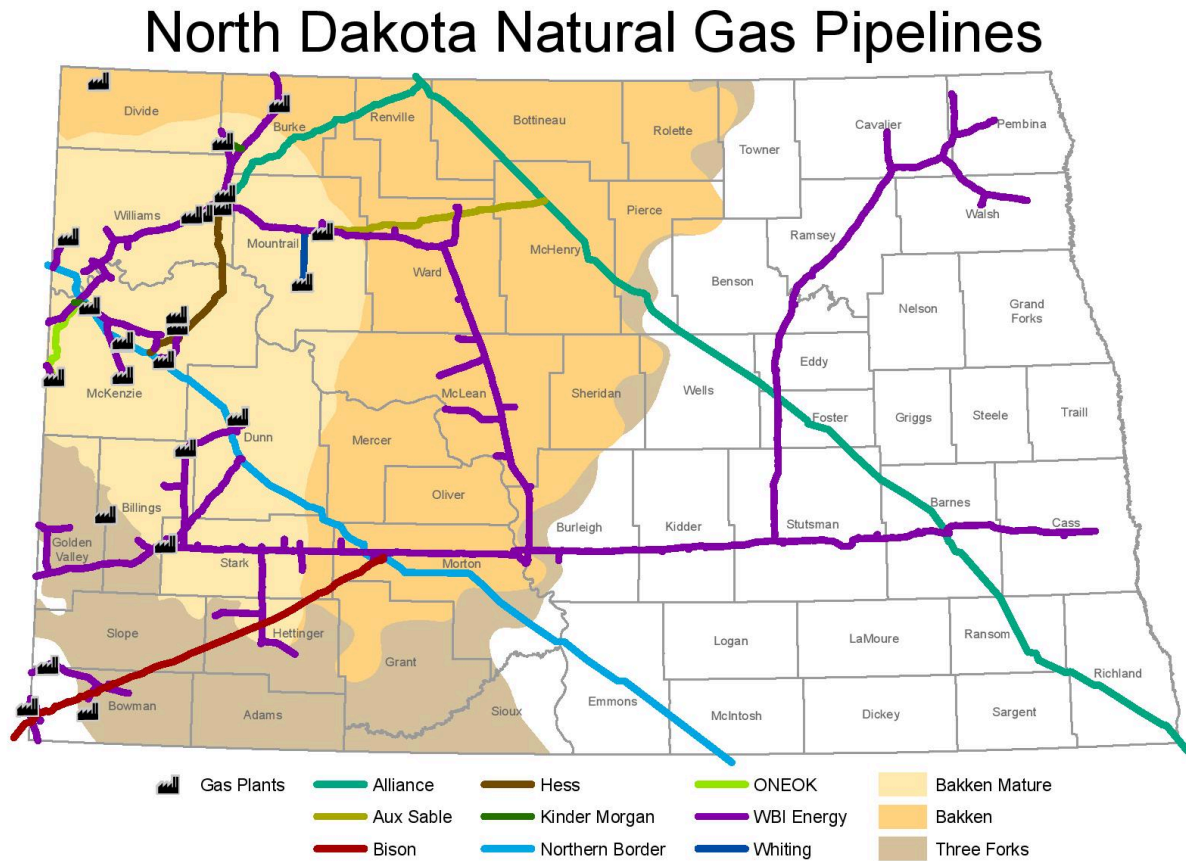 North Dakota Natural Gas Pipelines
Divide
Burke
Renville
Bottineau
Rolette
Towner
Cavalier
Pembina
Williams
Mountrail
Ward
McHenry
Pierce
Benson
Ramsey
Walsh
Nelson
Grand
Forks
McKenzie
Dunn
Mercer
McLean
Sheridan
Wells
Eddy
Foster
Griggs
Steele
Traill
Golden
Valley
Billings
Stark
Oliver
Morton
Burleigh
Kidder
Stutsman
Barnes
Cass
Slope
Hettinger
Grant
Sioux
Emmons
Logan
LaMoure
Ransom
Richland
Bowman
Adams
McIntosh
Dickey
Sargent
Gas Plants
Alliance
Hess
ONEOK
Bakken Mature
Aux Sable
Kinder Morgan
WBI Energy
Bakken
Bison
Northern Border
Whiting
Three Forks